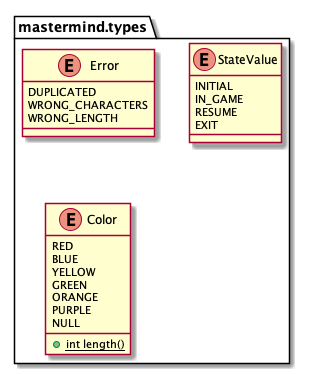 mastermind.types
E Error
DUPLICATED
WRONG_CHARACTERS
WRONG_LENGTH
E StateValue
INITIAL
IN_GAME
RESUME
EXIT
E Color
RED
BLUE
YELLOW
GREEN
ORANGE
PURPLE
NULL
int length()